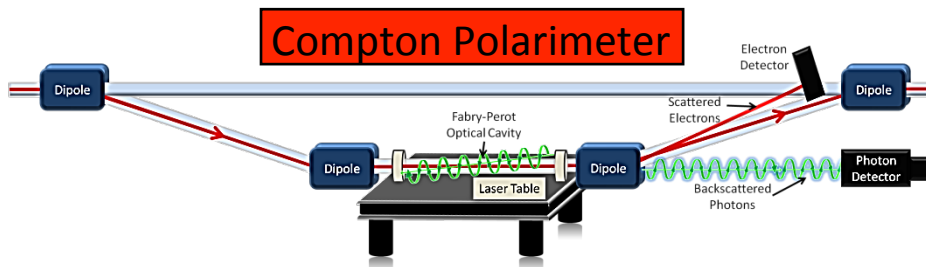 Compton Polarimeter
Electron
Detector
Dipole
Dipole
Scattered
Electrons
Fabry-Perot
Optical Cavity
Dipole
Dipole
Photon
Detector
Laser Table
Backscattered
Photons